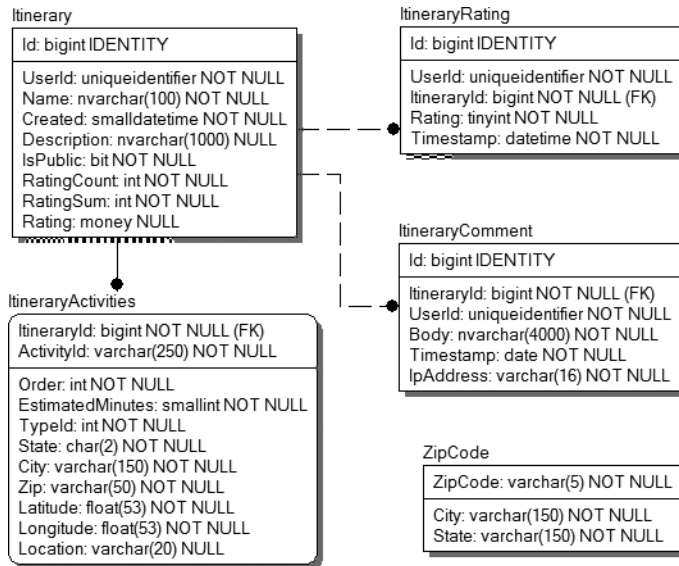 Itinerary
Id: bigint IDENTITY
UserId: uniqueidentifier NOT NULL
Name: nvarchar(100) NOT NULL
Created: smalldatetime NOT NULL
Description: nvarchar(1000) NULL
IsPublic: bit NOT NULL
RatingCount: int NOT NULL
RatingSum: int NOT NULL
Rating: money NULL
ItineraryRating
Id: bigint IDENTITY
UserId: uniqueidentifier NOT NULL
ItineraryId: bigint NOT NULL (FK)
Rating: tinyint NOT NULL
Timestamp: datetime NOT NULL
ItineraryComment
Id: bigint IDENTITY
ItineraryId: bigint NOT NULL (FK)
UserId: uniqueidentifier NOT NULL
Body: nvarchar(4000) NOT NULL
Timestamp: date NOT NULL
IpAddress: varchar(16) NOT NULL
ItineraryActivities
ItineraryId: bigint NOT NULL (FK)
ActivityId: varchar(250) NOT NULL
Order: int NOT NULL
EstimatedMinutes: smallint NOT NULL
TypeId: int NOT NULL
State: char(2) NOT NULL
City: varchar(150) NOT NULL
Zip: varchar(50) NOT NULL
Latitude: float(53) NOT NULL
Longitude: float(53) NOT NULL
Location: varchar(20) NULL
ZipCode
ZipCode: varchar(5) NOT NULL
City: varchar(150) NOT NULL
State: varchar(150) NOT NULL